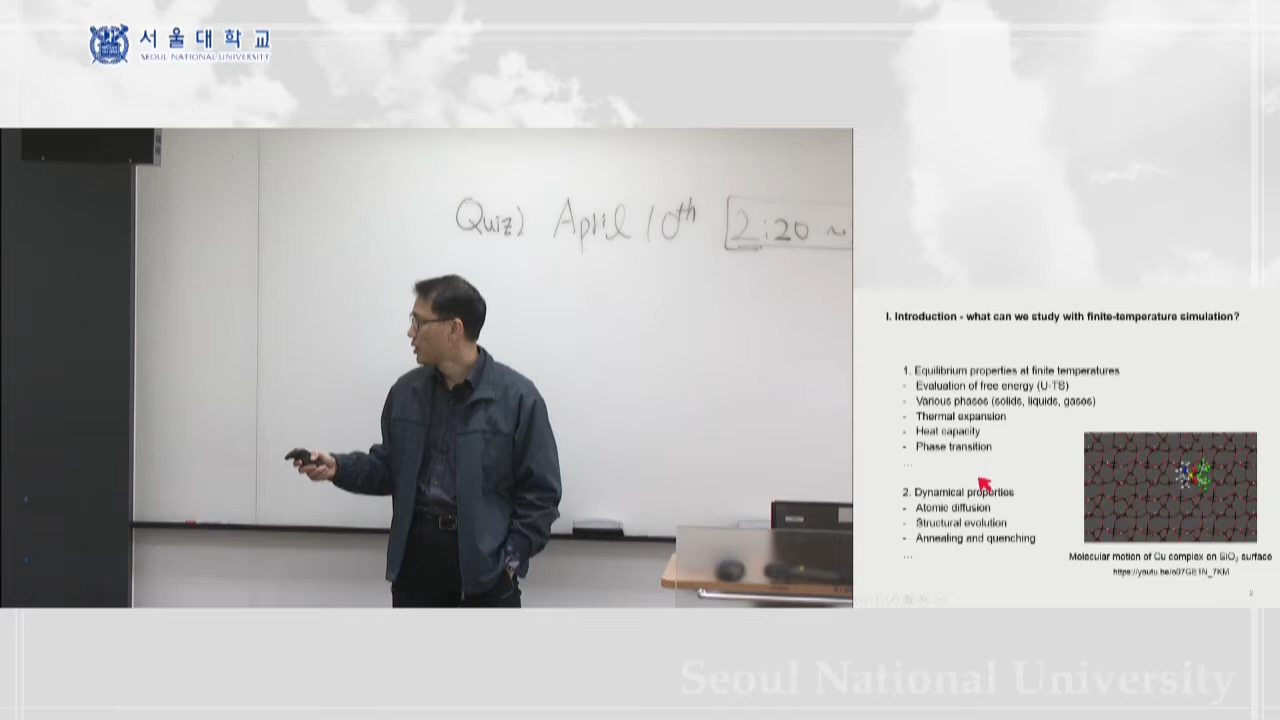 서울대학교
SEOUL NATIONAL UNIVERSITY
Quiz) April 10th 2:20 ~
I. Introduction - what can we study with finite-temperature simulation?
1. Equilibrium properties at finite temperatures
- Evaluation of free energy (U-TS)
- Various phases (solids, liquids, gases)
- Thermal expansion
- Heat capacity
- Phase transition
...
2. Dynamical properties
- Atomic diffusion
- Structural evolution
- Annealing and quenching
...
Molecular motion of Cu complex on SiO₂ surface
Seoul National University